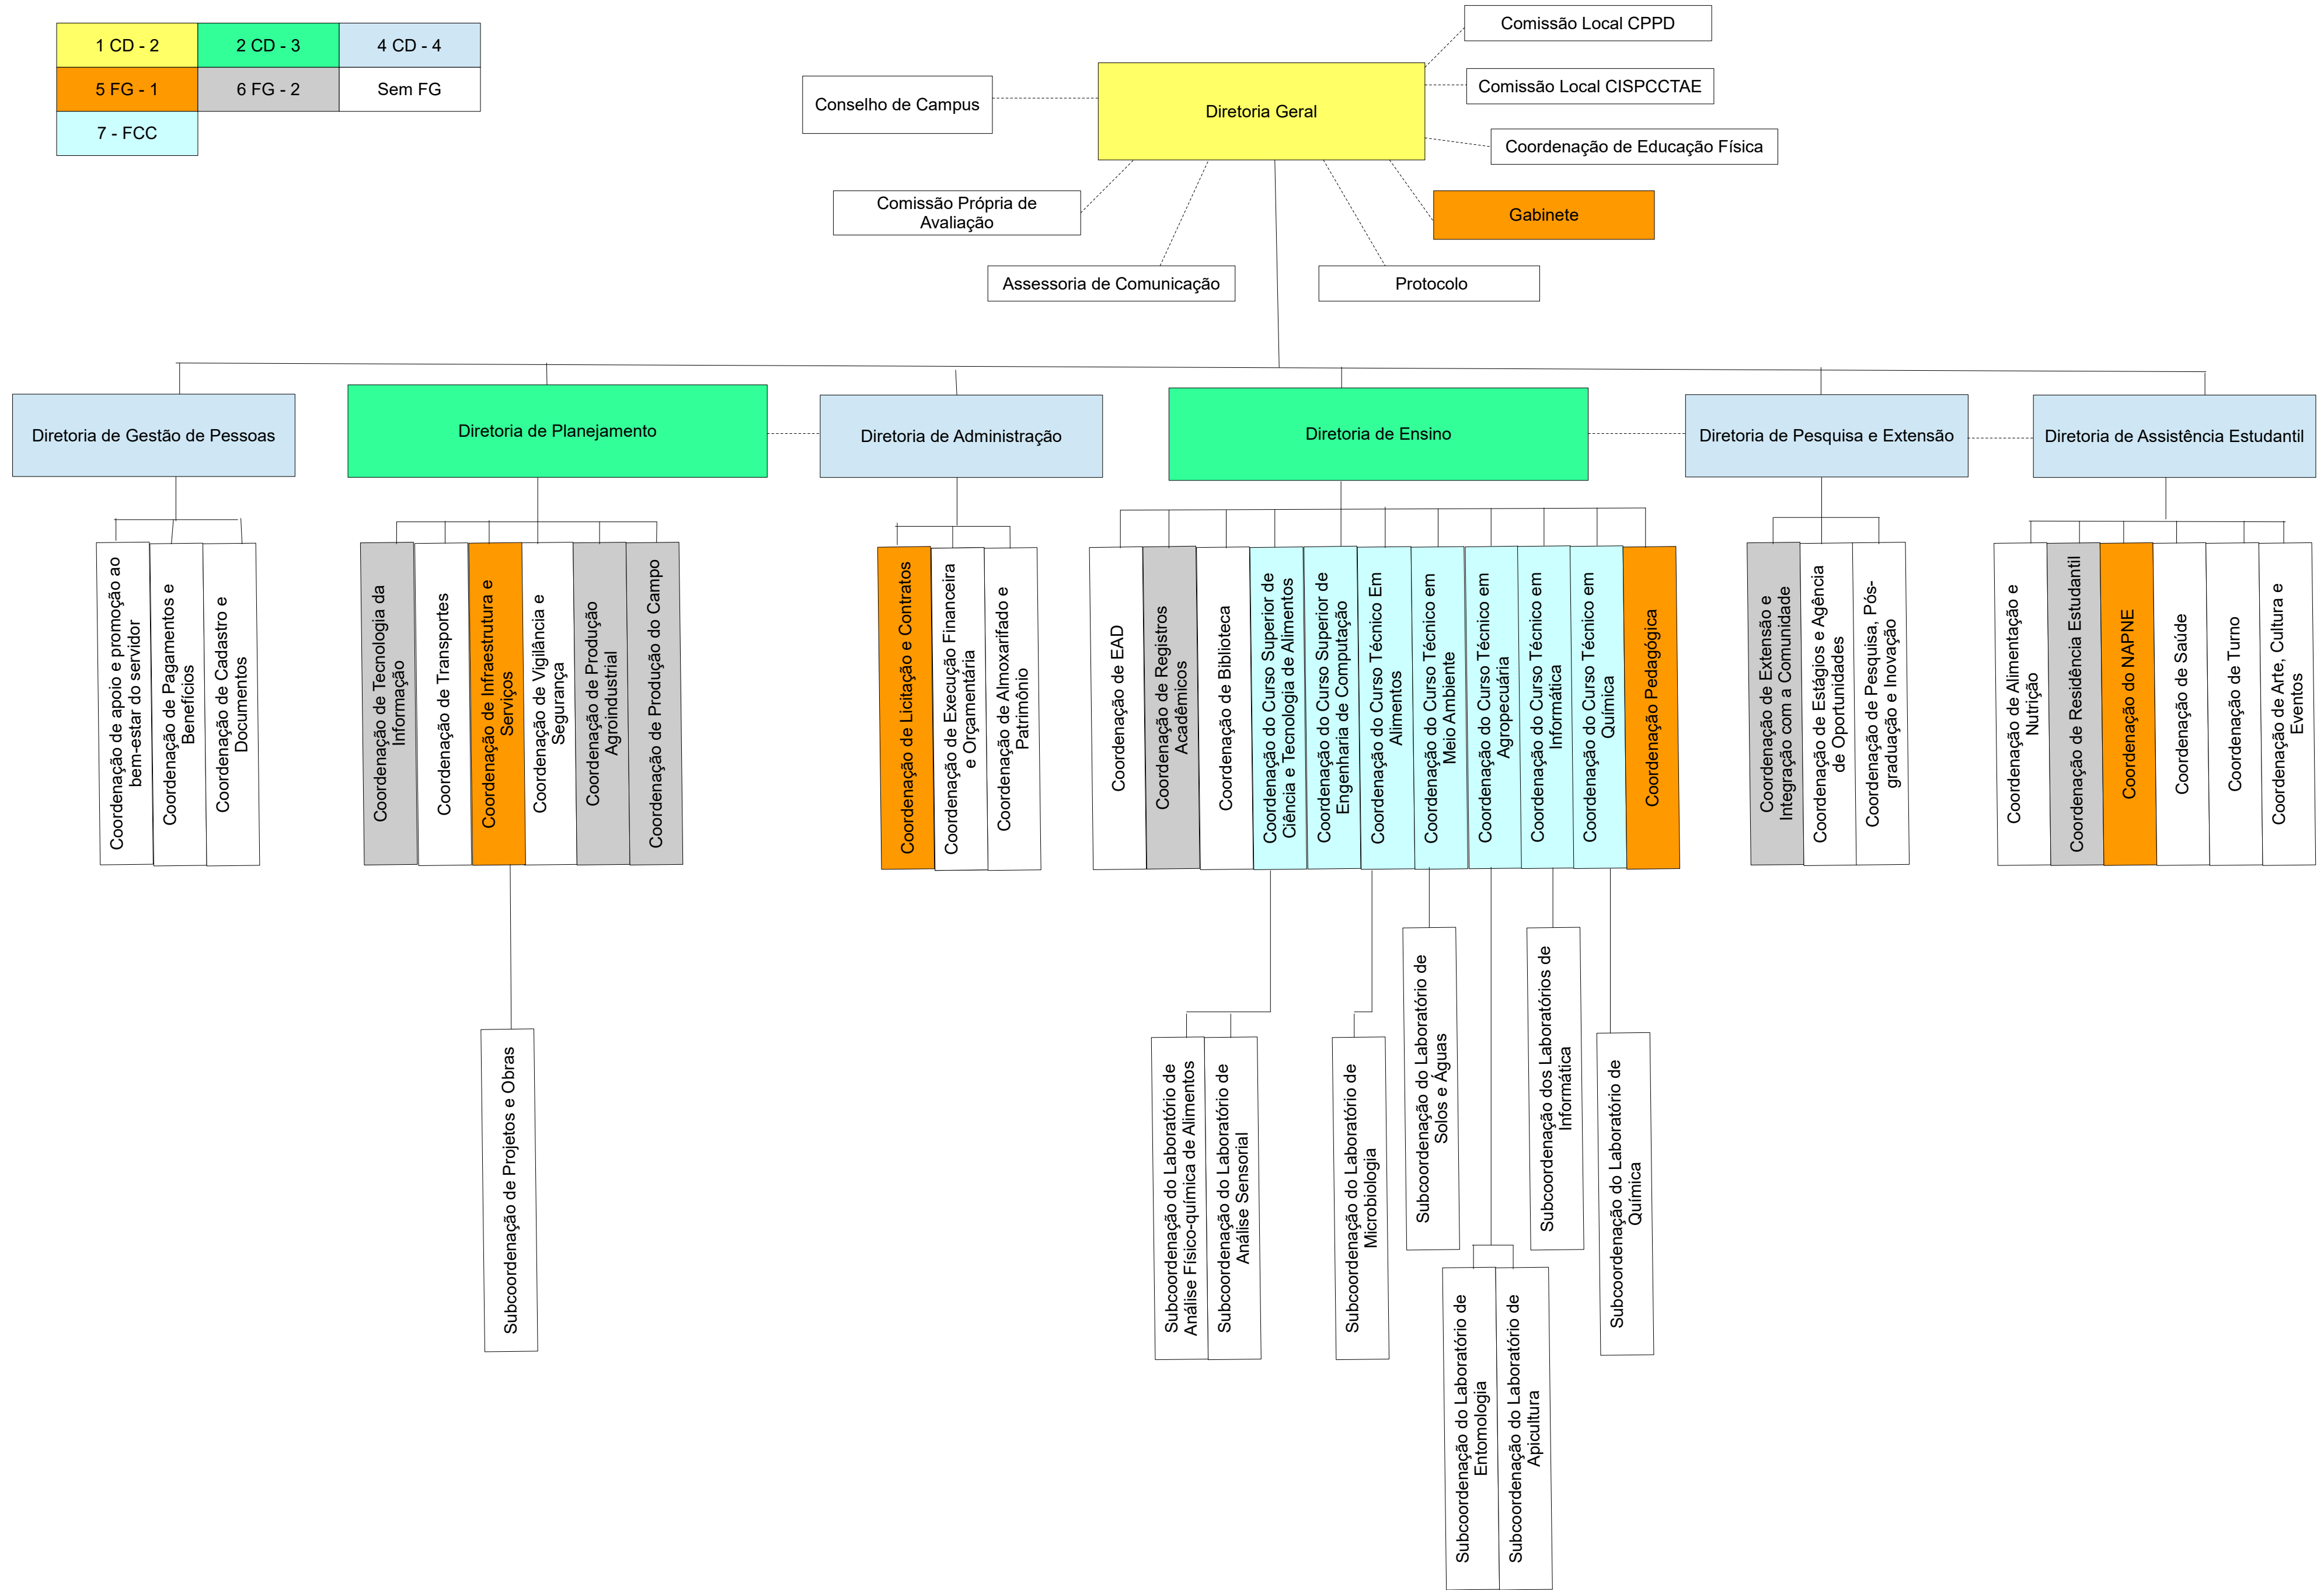 1 CD - 2
2 CD - 3
4 CD - 4
5 FG - 1
6 FG - 2
Sem FG
7 - FCC
Comissão Local CPPD
Comissão Local CISPCCTAE
Conselho de Campus
Diretoria Geral
Coordenação de Educação Física
Comissão Própria de
Avaliação
Gabinete
Assessoria de Comunicação
Protocolo
Diretoria de Gestão de Pessoas
Diretoria de Planejamento
Diretoria de Administração
Diretoria de Ensino
Diretoria de Pesquisa e Extensão
Diretoria de Assistência Estudantil
Coordenação de apoio e promoção ao
bem-estar do servidor
Coordenação de Pagamentos e
Benefícios
Coordenação de Cadastro e
Documentos
Coordenação de Tecnologia da
Informação
Coordenação de Transportes
Coordenação de Infraestrutura e
Serviços
Coordenação de Vigilância e
Segurança
Coordenação de Produção
Agroindustrial
Coordenação de Produção do Campo
Coordenação de Licitação e Contratos
Coordenação de Execução Financeira
e Orçamentária
Coordenação de Almoxarifado e
Patrimônio
Coordenação de EAD
Coordenação de Registros
Acadêmicos
Coordenação de Biblioteca
Coordenação do Curso Superior de
Ciência e Tecnologia de Alimentos
Coordenação do Curso Superior de
Engenharia de Computação
Coordenação do Curso Técnico Em
Alimentos
Coordenação do Curso Técnico em
Meio Ambiente
Coordenação do Curso Técnico em
Agropecuária
Coordenação do Curso Técnico em
Informática
Coordenação do Curso Técnico em
Química
Coordenação Pedagógica
Coordenação de Extensão e
Integração com a Comunidade
Coordenação de Estágios e Agência
de Oportunidades
Coordenação de Pesquisa, Pós-
graduação e Inovação
Coordenação de Alimentação e
Nutrição
Coordenação de Residência Estudantil
Coordenação do NAPNE
Coordenação de Saúde
Coordenação de Turno
Coordenação de Arte, Cultura e
Eventos
Subcoordenação de Projetos e Obras
Subcoordenação do Laboratório de
Análise Físico-química de Alimentos
Subcoordenação do Laboratório de
Análise Sensorial
Subcoordenação do Laboratório de
Microbiologia
Subcoordenação do Laboratório de
Solos e Águas
Subcoordenação do Laboratório de
Entomologia
Subcoordenação do Laboratório de
Apicultura
Subcoordenação dos Laboratórios de
Informática
Subcoordenação do Laboratório de
Química